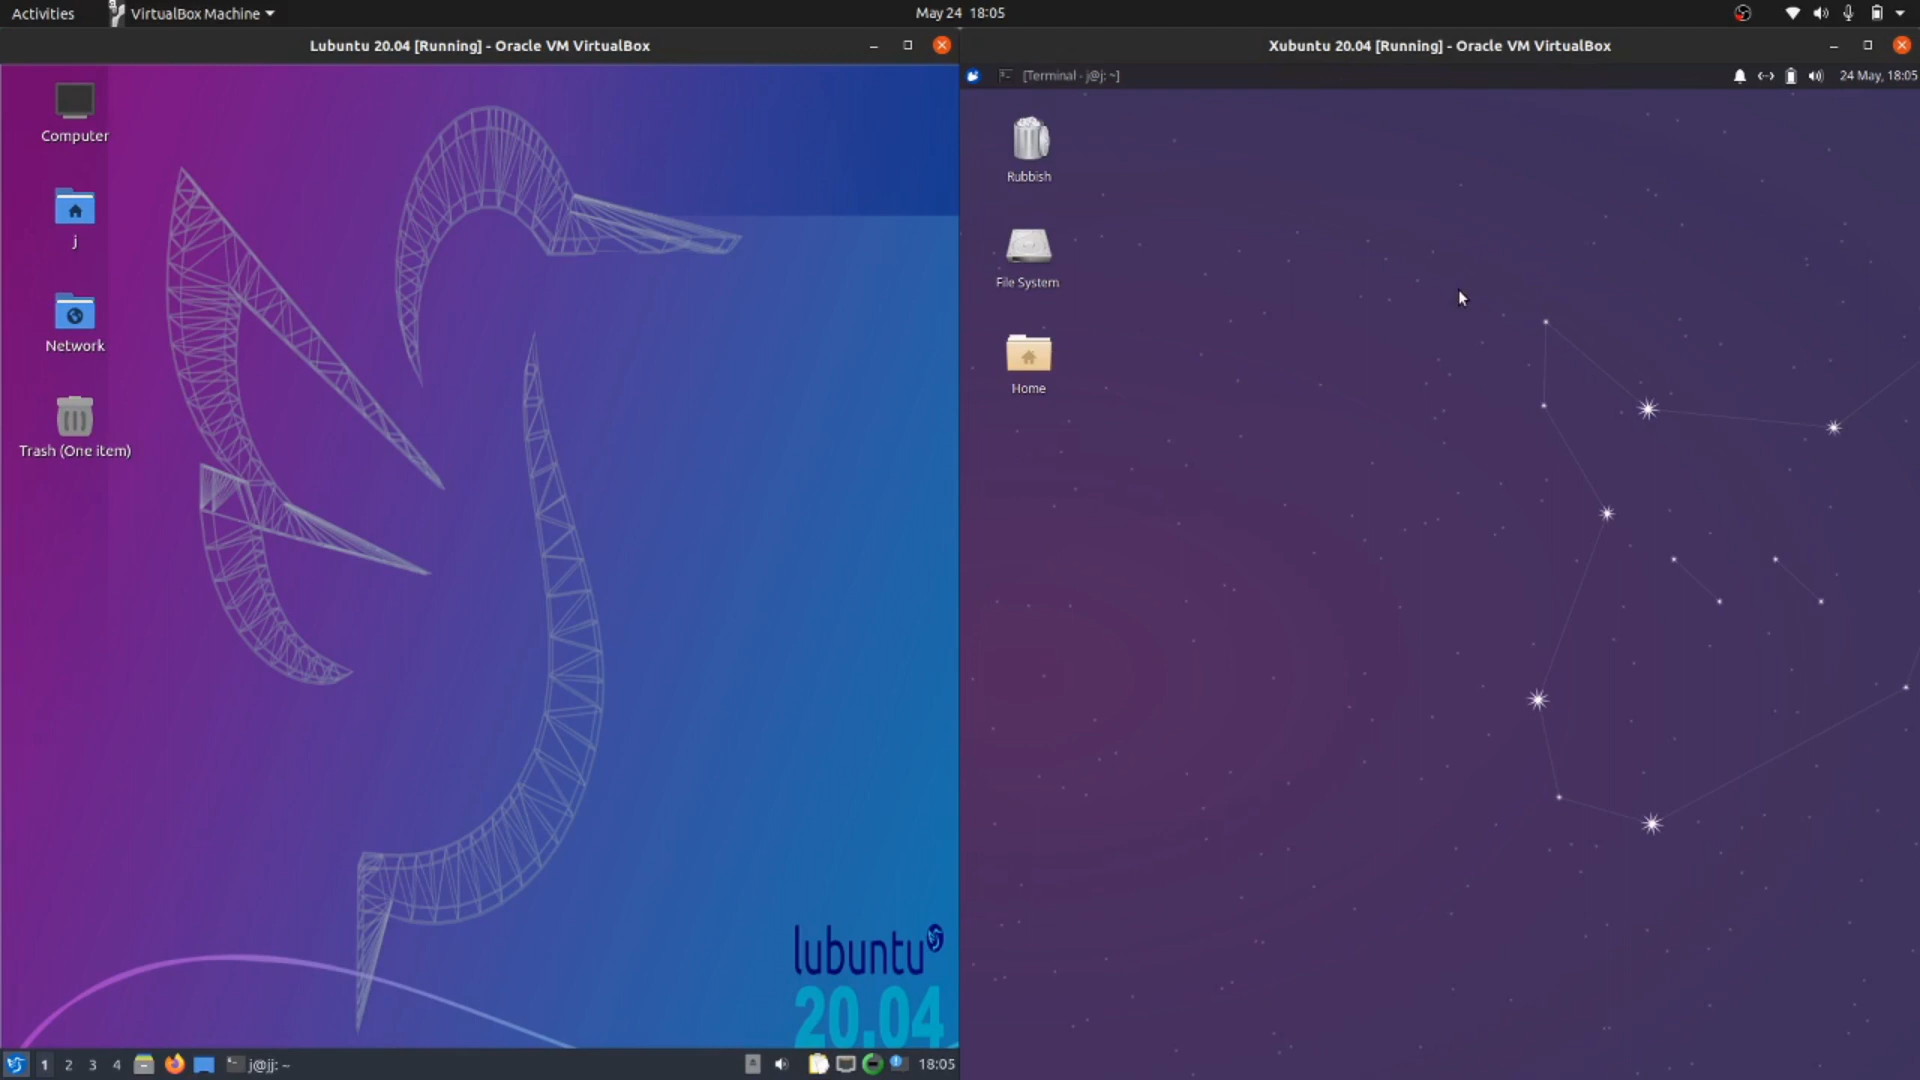 Activities
VirtualBox Machine
May 24 18:05
Lubuntu 20.04 [Running] - Oracle VM VirtualBox
Computer
j
Network
Trash (One item)
lubuntu
20.04
1 2 3 4
j@jj: ~
18:05
Xubuntu 20.04 [Running] - Oracle VM VirtualBox
[Terminal - j@j: ~]
24 May, 18:05
Rubbish
File System
Home